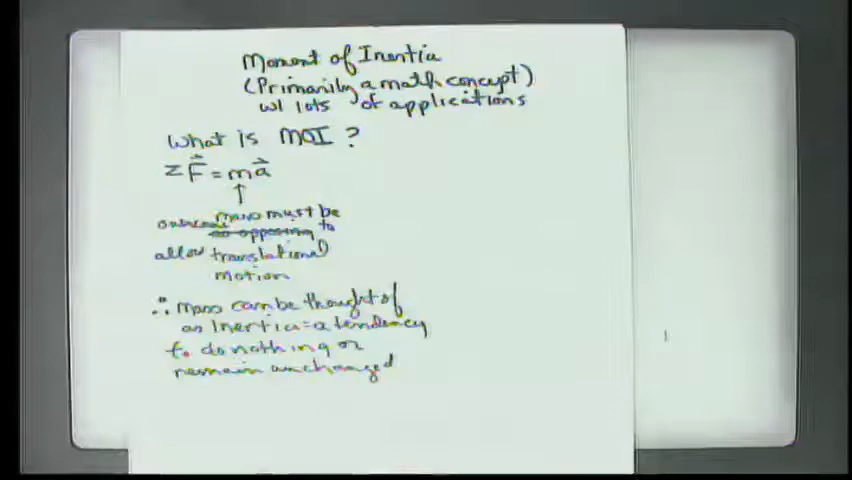 Moment of Inertia
(Primarily a math concept)
w/ lots of applications
What is MOI ?
ΣF⃗ = ma⃗
↑
overcome mass must be
to
allow translational
motion
∴ mass can be thought of
as Inertia = a tendency
to do nothing or
remain unchanged